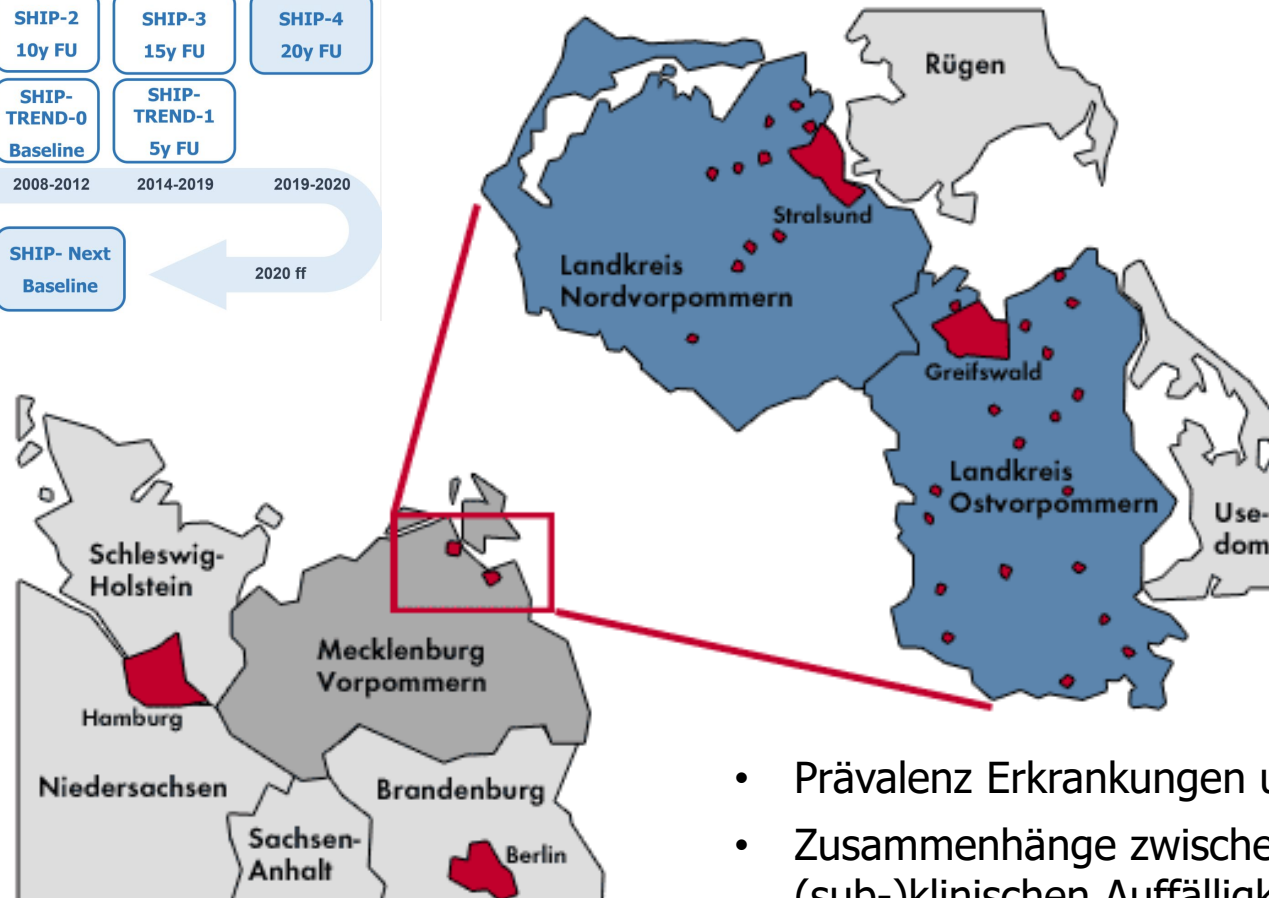 SHIP-2
10y FU
SHIP-3
15y FU
SHIP-4
20y FU
SHIP-
TREND-0
Baseline
SHIP-
TREND-1
5y FU
2008-2012
2014-2019
2019-2020
SHIP- Next
Baseline
2020 ff
Rügen
Stralsund
Landkreis
Nordvorpommern
Greifswald
Landkreis
Ostvorpommern
Use-
dom
Schleswig-
Holstein
Mecklenburg
Vorpommern
Hamburg
Niedersachsen
Brandenburg
Sachsen-
Anhalt
Berlin
• Prävalenz Erkrankungen
• Zusammenhänge
(sub-)klinischen